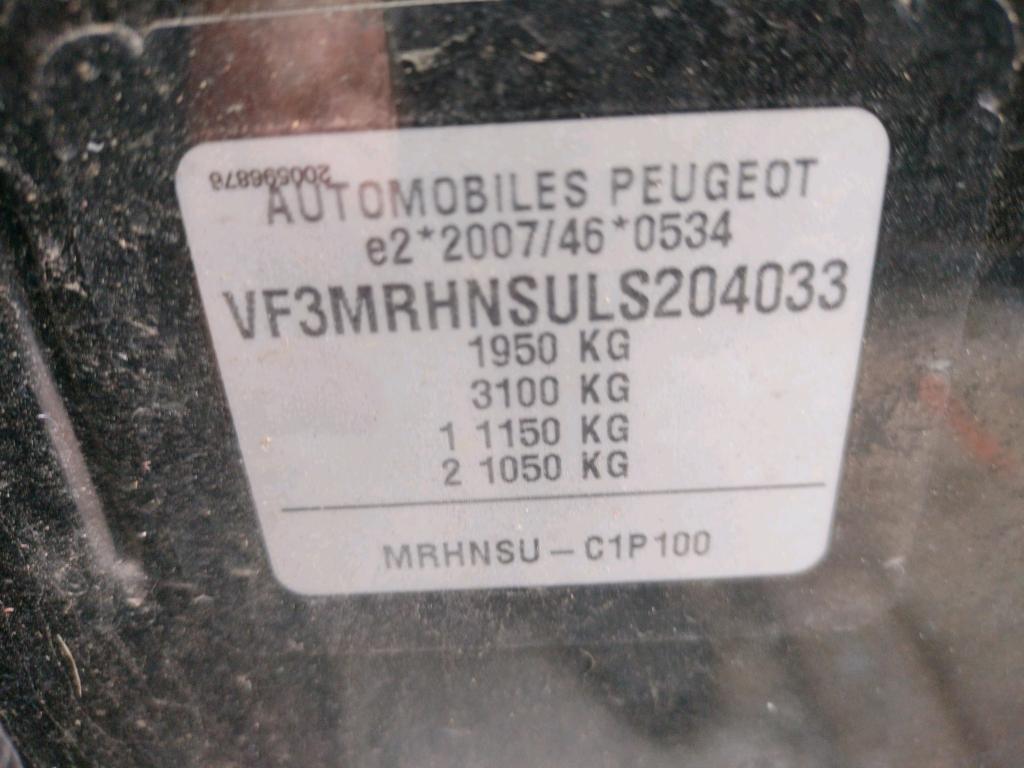 200596876
AUTOMOBILES PEUGEOT
e2*2007/46*0534
VF3MRHNSULS204033
1950 KG
3100 KG
1 1150 KG
2 1050 KG
MRHNSU-C1P100